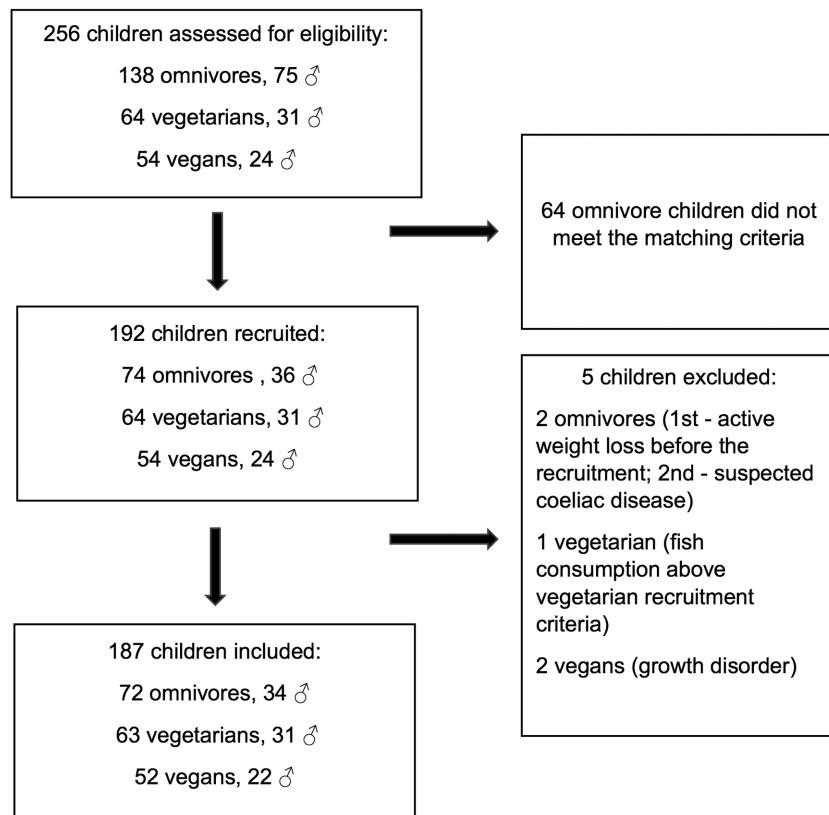 256 children assessed for eligibility:
138 omnivores, 75 ♂
64 vegetarians, 31 ♂
54 vegans, 24 ♂
64 omnivore children did not
meet the matching criteria
192 children recruited:
74 omnivores , 36 ♂
64 vegetarians, 31 ♂
54 vegans, 24 ♂
5 children excluded:
2 omnivores (1st - active
weight loss before the
recruitment; 2nd - suspected
coeliac disease)
1 vegetarian (fish
consumption above
vegetarian recruitment
criteria)
2 vegans (growth disorder)
187 children included:
72 omnivores, 34 ♂
63 vegetarians, 31 ♂
52 vegans, 22 ♂